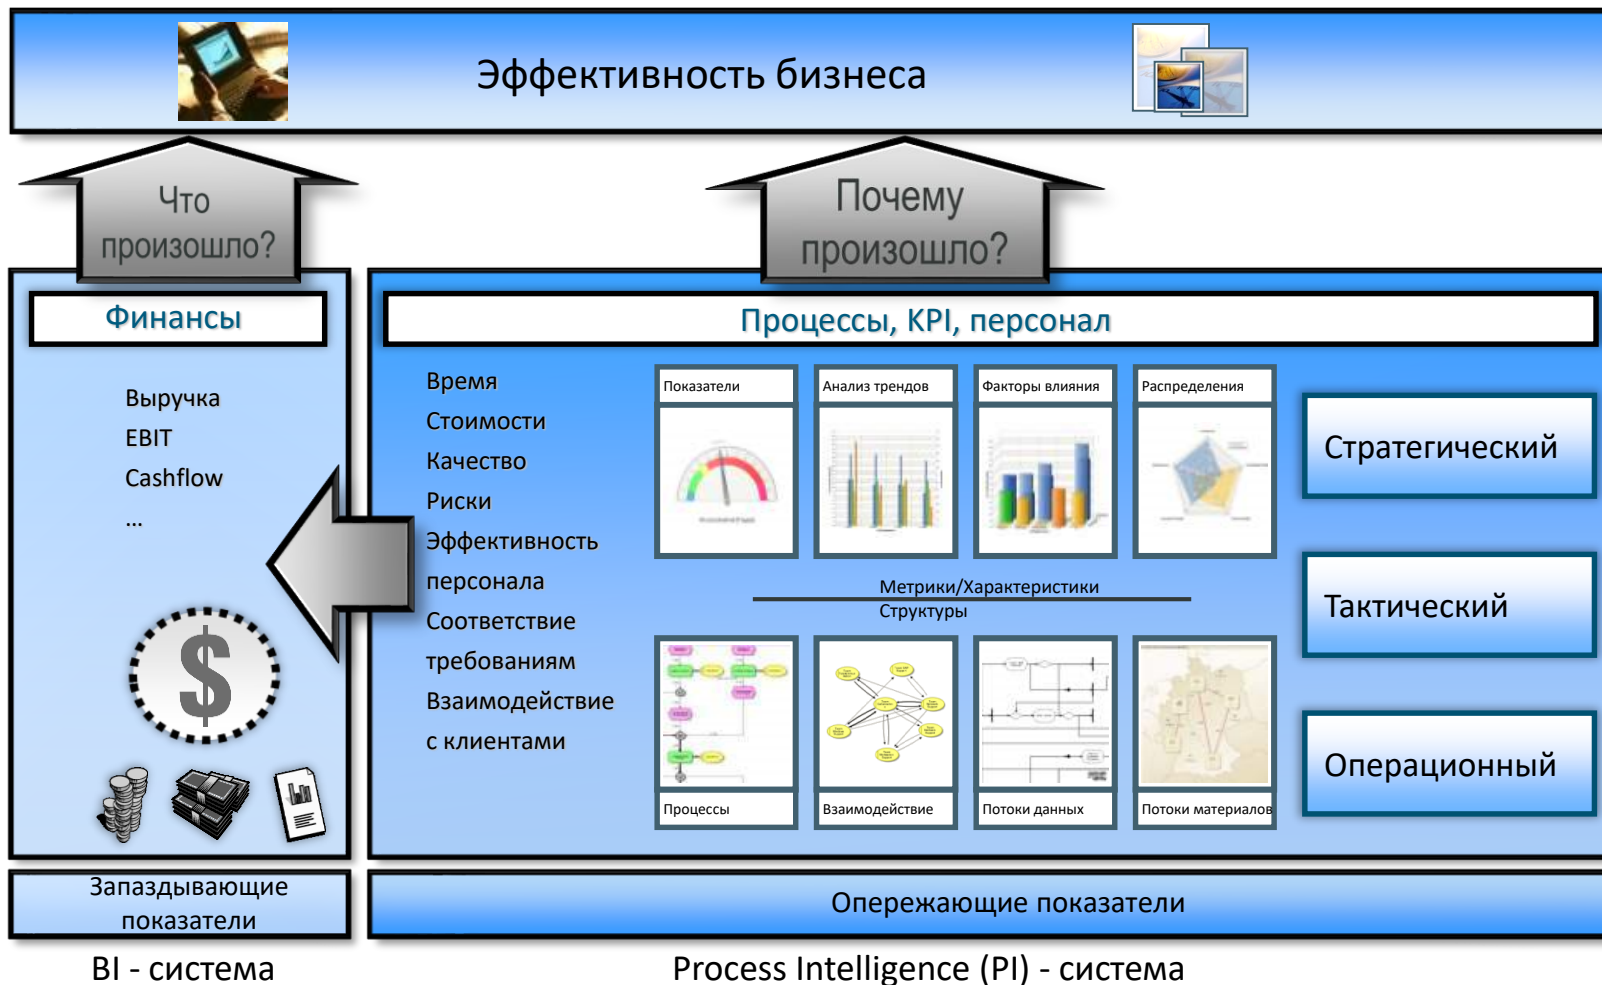 Эффективность бизнеса
Что
произошло?
Почему
произошло?
Финансы
Выручка
EBIT
Cashflow
...
Процессы, KPI, персонал
Время
Стоимости
Качество
Риски
Эффективность
персонала
Соответствие
требованиям
Взаимодействие
с клиентами
Показатели
Анализ трендов
Факторы влияния
Распределения
Метрики/Характеристики
Структуры
Процессы
Взаимодействие
Потоки данных
Потоки материалов
Стратегический
Тактический
Операционный
$
Запаздывающие
показатели
Опережающие показатели
BI - система
Process Intelligence (PI) - система